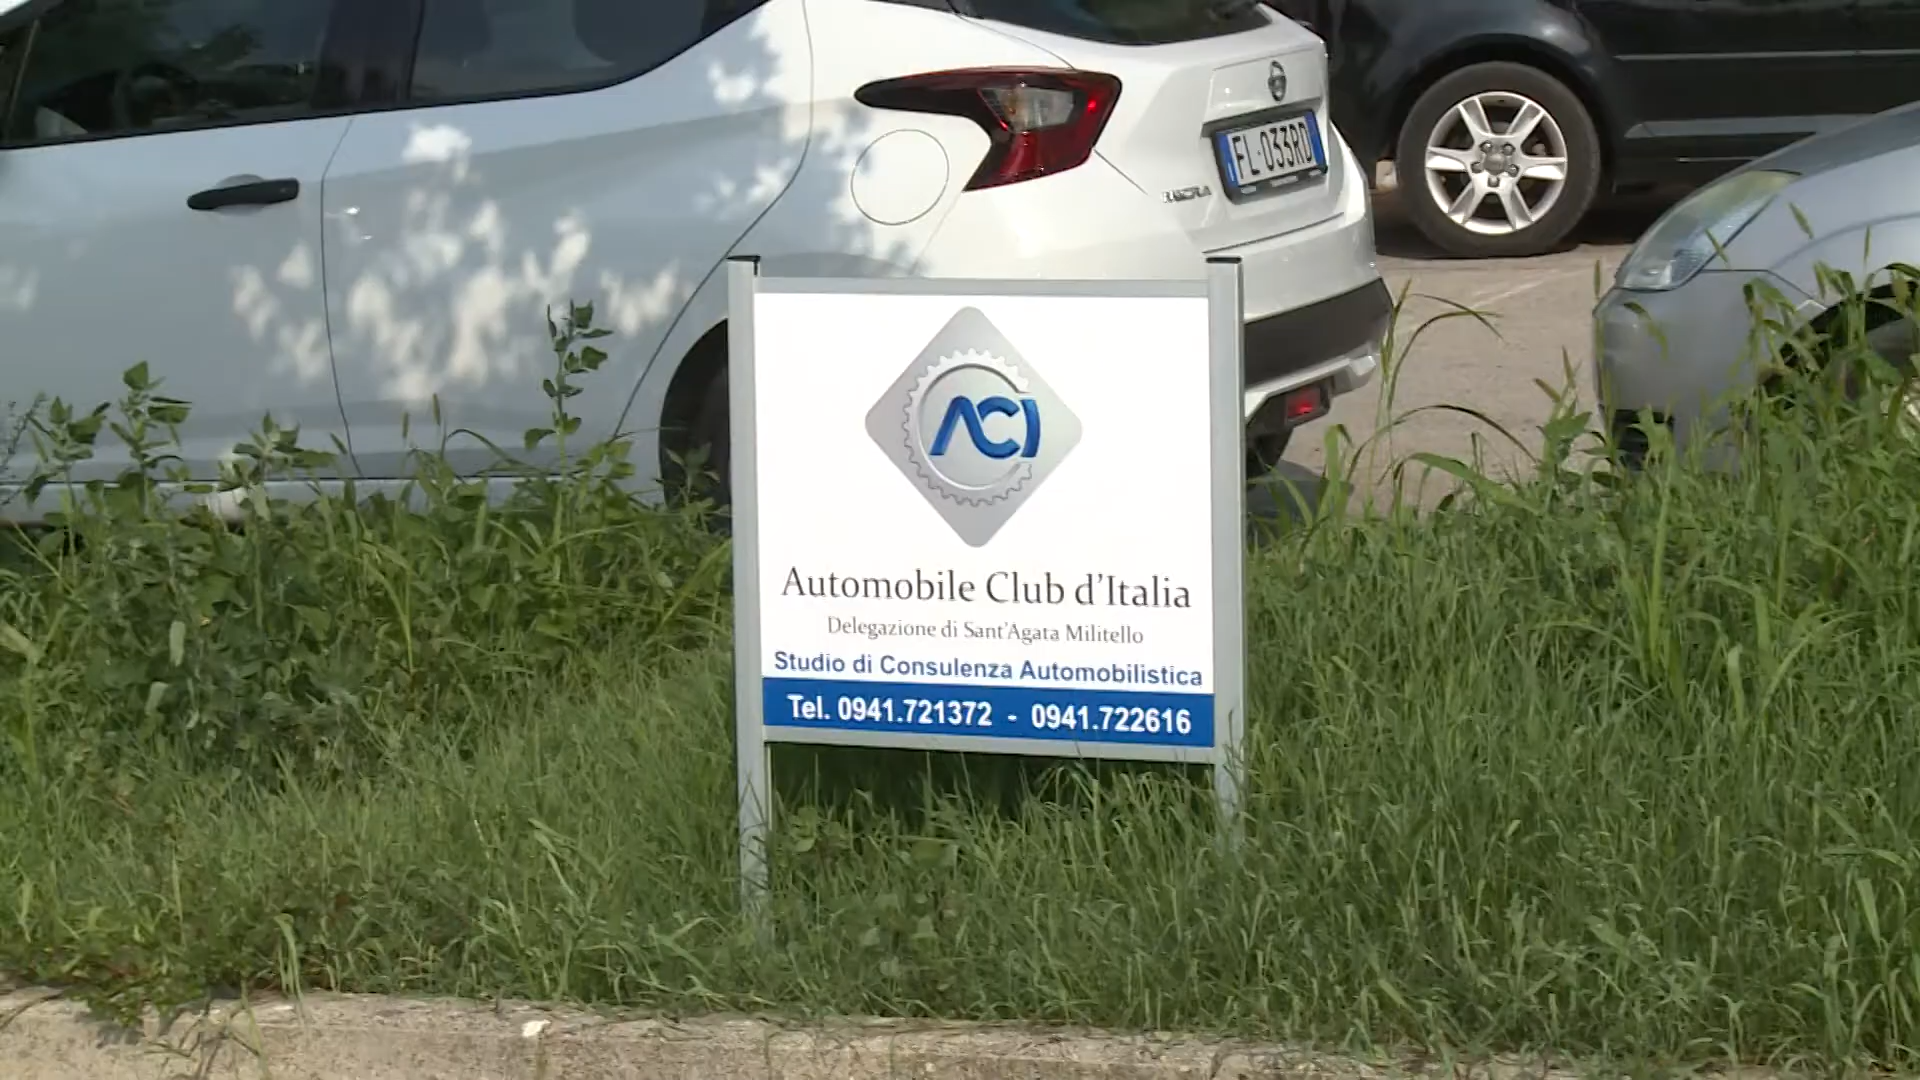 FL 033RD
MICRA
ACI
Automobile Club d'Italia
Delegazione di Sant'Agata Militello
Studio di Consulenza Automobilistica
Tel. 0941.721372 - 0941.722616